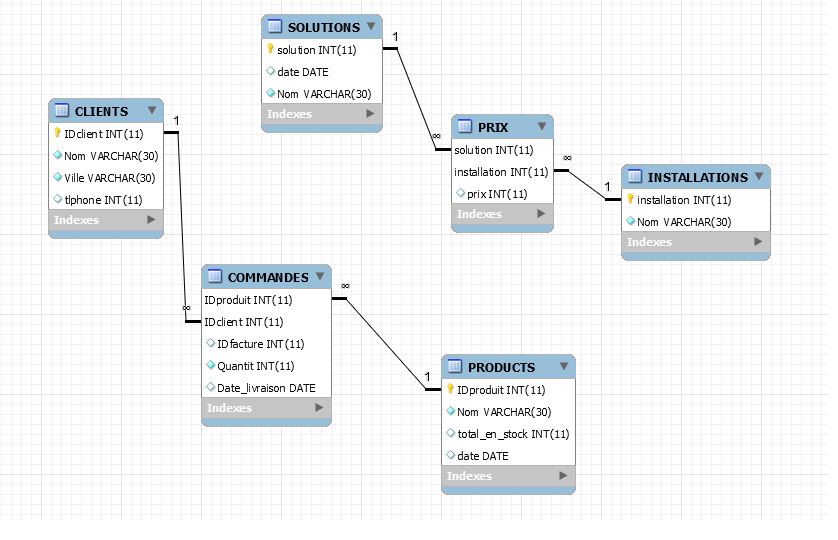 SOLUTIONS
solution INT(11)
date DATE
Nom VARCHAR(30)
Indexes
1
∞
CLIENTS
IDclient INT(11)
Nom VARCHAR(30)
Ville VARCHAR(30)
tlphone INT(11)
Indexes
1
∞
PRIX
solution INT(11)
installation INT(11)
prix INT(11)
Indexes
∞
1
INSTALLATIONS
installation INT(11)
Nom VARCHAR(30)
Indexes
COMMANDES
IDproduit INT(11)
IDclient INT(11)
IDfacture INT(11)
Quantit INT(11)
Date_livraison DATE
Indexes
∞
1
PRODUCTS
IDproduit INT(11)
Nom VARCHAR(30)
total_en_stock INT(11)
date DATE
Indexes